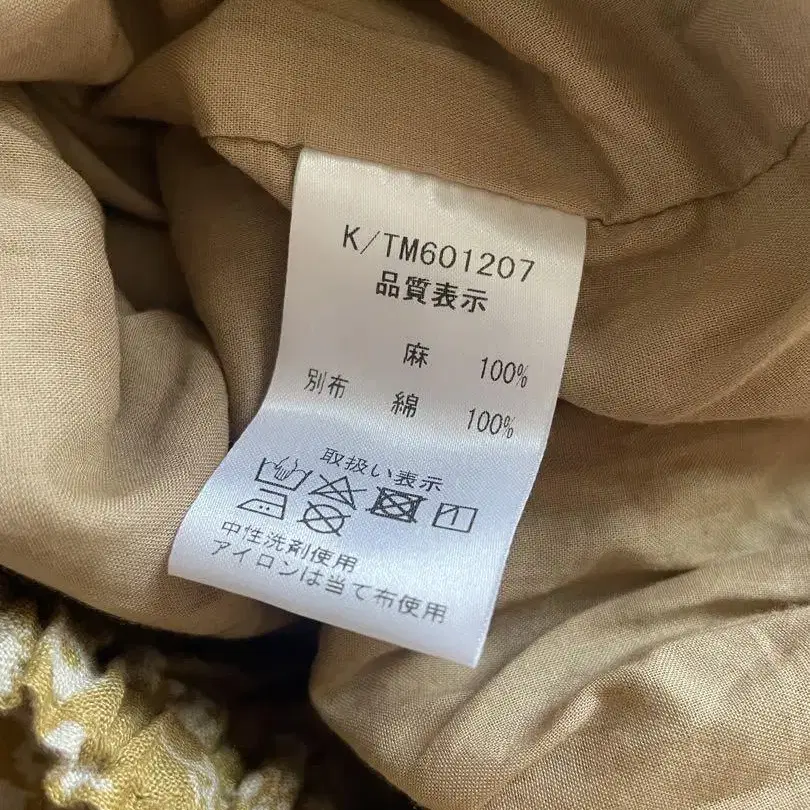 K/TM601207
品質表示
麻 100%
別布 綿 100%
取扱い表示
中性洗剤使用
アイロンは当て布使用